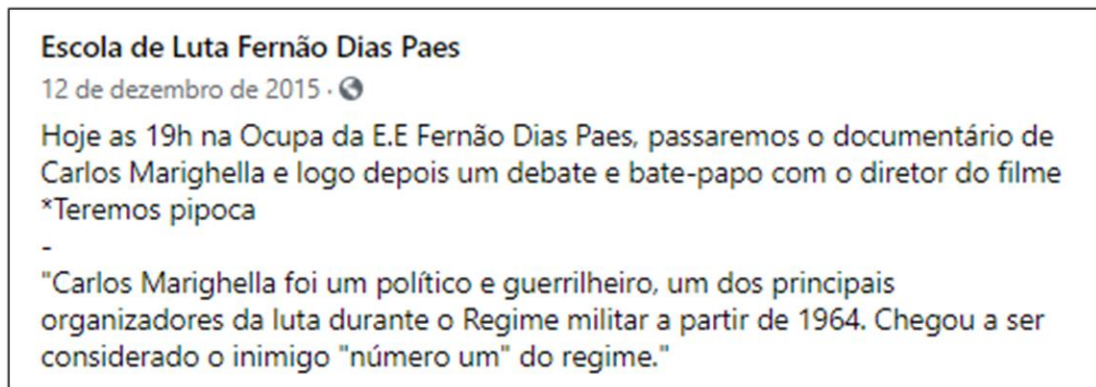 Escola de Luta Fernão Dias Paes
12 de dezembro de 2015 ·
Hoje as 19h na Ocupa da E.E Fernão Dias Paes, passaremos o documentário de
Carlos Marighella e logo depois um debate e bate-papo com o diretor do filme
*Teremos pipoca
-
"Carlos Marighella foi um político e guerrilheiro, um dos principais
organizadores da luta durante o Regime militar a partir de 1964. Chegou a ser
considerado o inimigo "número um" do regime."